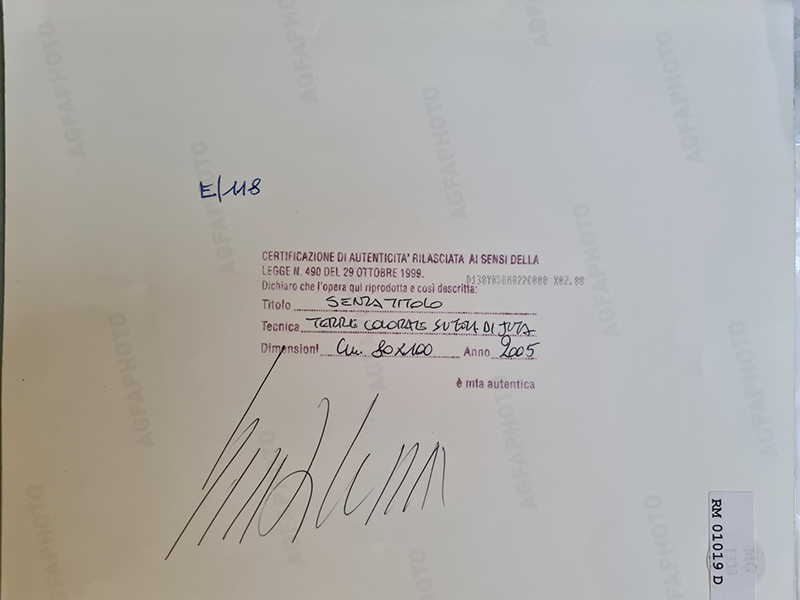 E/118
CERTIFICAZIONE DI AUTENTICITA' RILASCIATA AI SENSI DELLA
LEGGE N. 490 DEL 29 OTTOBRE 1999.
Dichiaro che l'opera qui riprodotta e così descritta:
Titolo SENZA TITOLO
Tecnica TERRE COLORATE SU TELA DI JUTA
Dimensioni Cm. 80x100 Anno 2005
è mia autentica
RM 01019 D
AGFAPHOTO